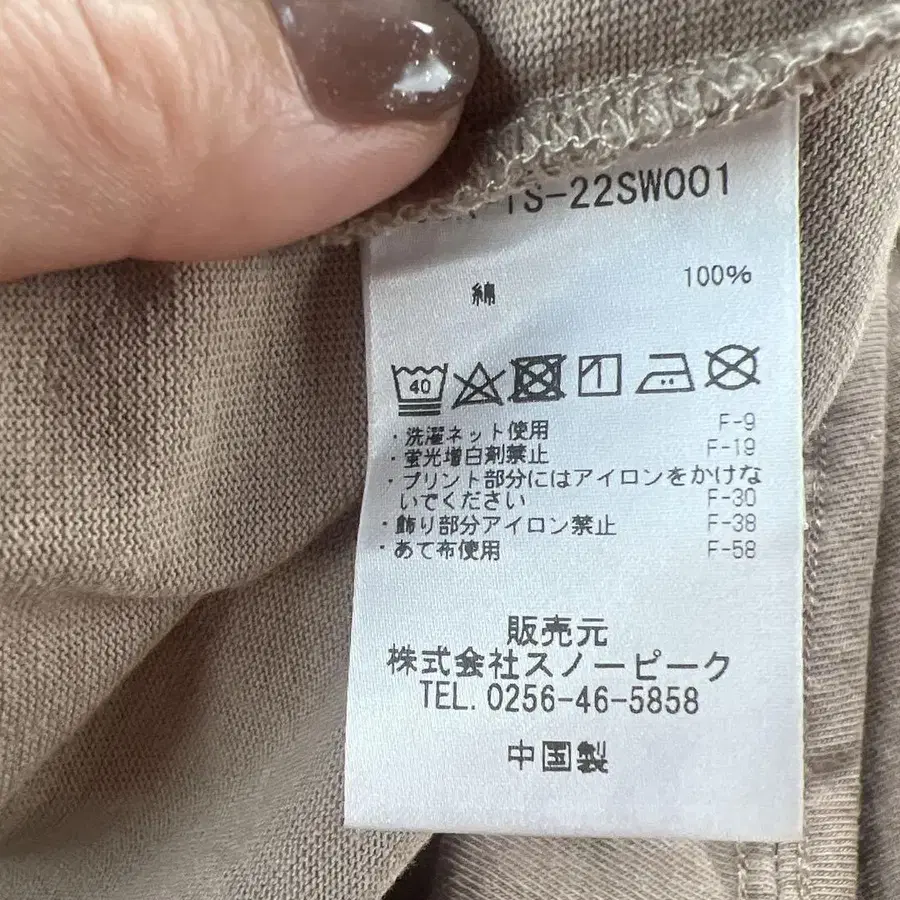 TS-22SW001
綿 100%
40
・洗濯ネット使用 F-9
・蛍光増白剤禁止 F-19
・プリント部分にはアイロンをかけな
いでください F-30
・飾り部分アイロン禁止 F-38
・あて布使用 F-58
販売元
株式会社スノーピーク
TEL. 0256-46-5858
中国製